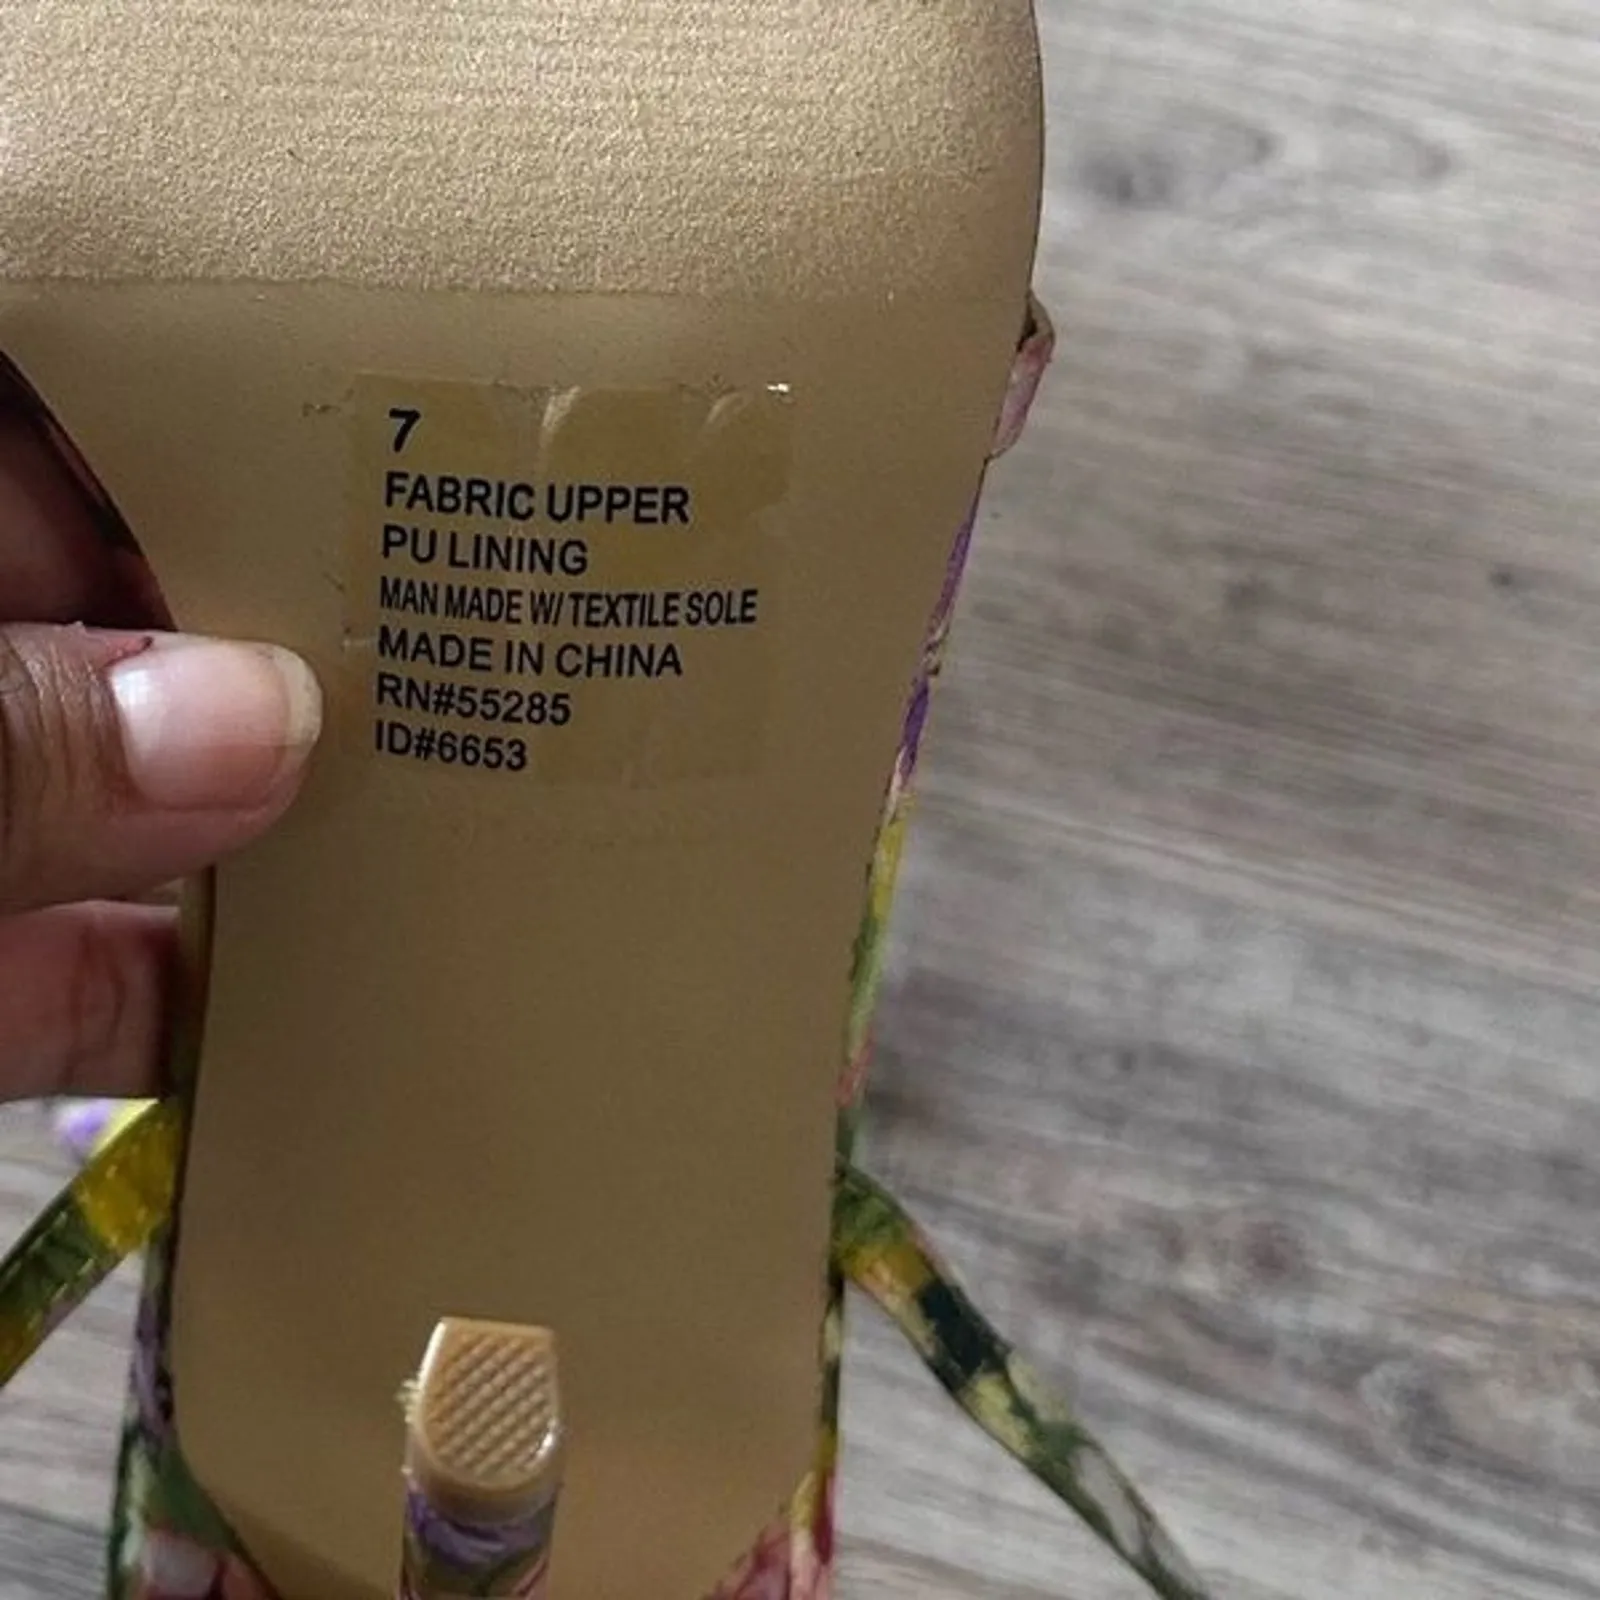 7
FABRIC UPPER
PU LINING
MAN MADE W/ TEXTILE SOLE
MADE IN CHINA
RN#55285
ID#6653